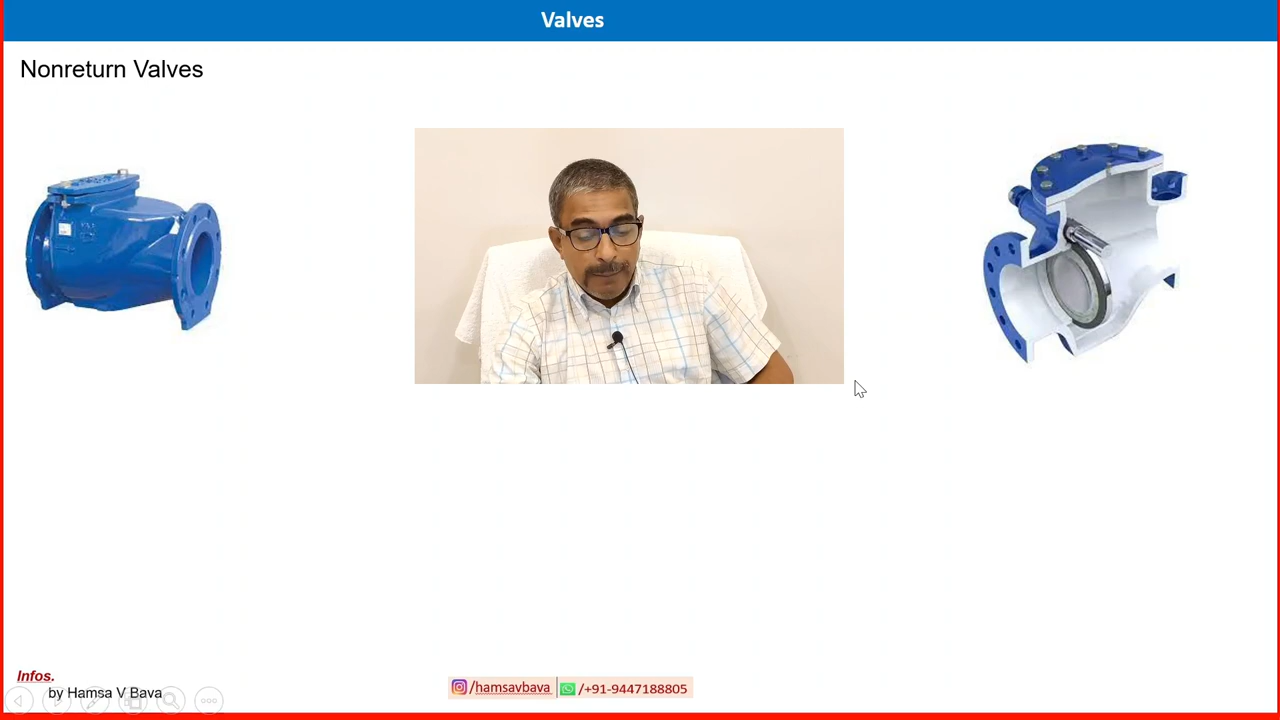 Valves
Nonreturn Valves
Infos.
by Hamsa V Bava
/hamsavbava
/+91-9447188805